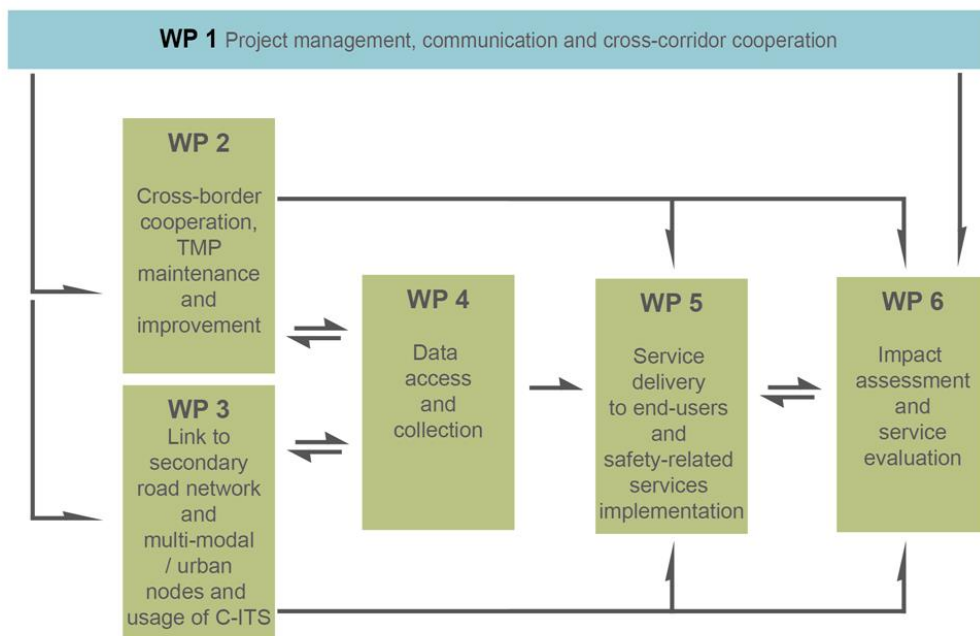 WP 1 Project management, communication and cross-corridor cooperation
WP 2
Cross-border
cooperation,
TMP
maintenance
and
improvement
WP 3
Link to
secondary
road network
and
multi-modal
/ urban
nodes and
usage of C-ITS
WP 4
Data
access
and
collection
WP 5
Service
delivery
to end-users
and
safety-related
services
implementation
WP 6
Impact
assessment
and
service
evaluation